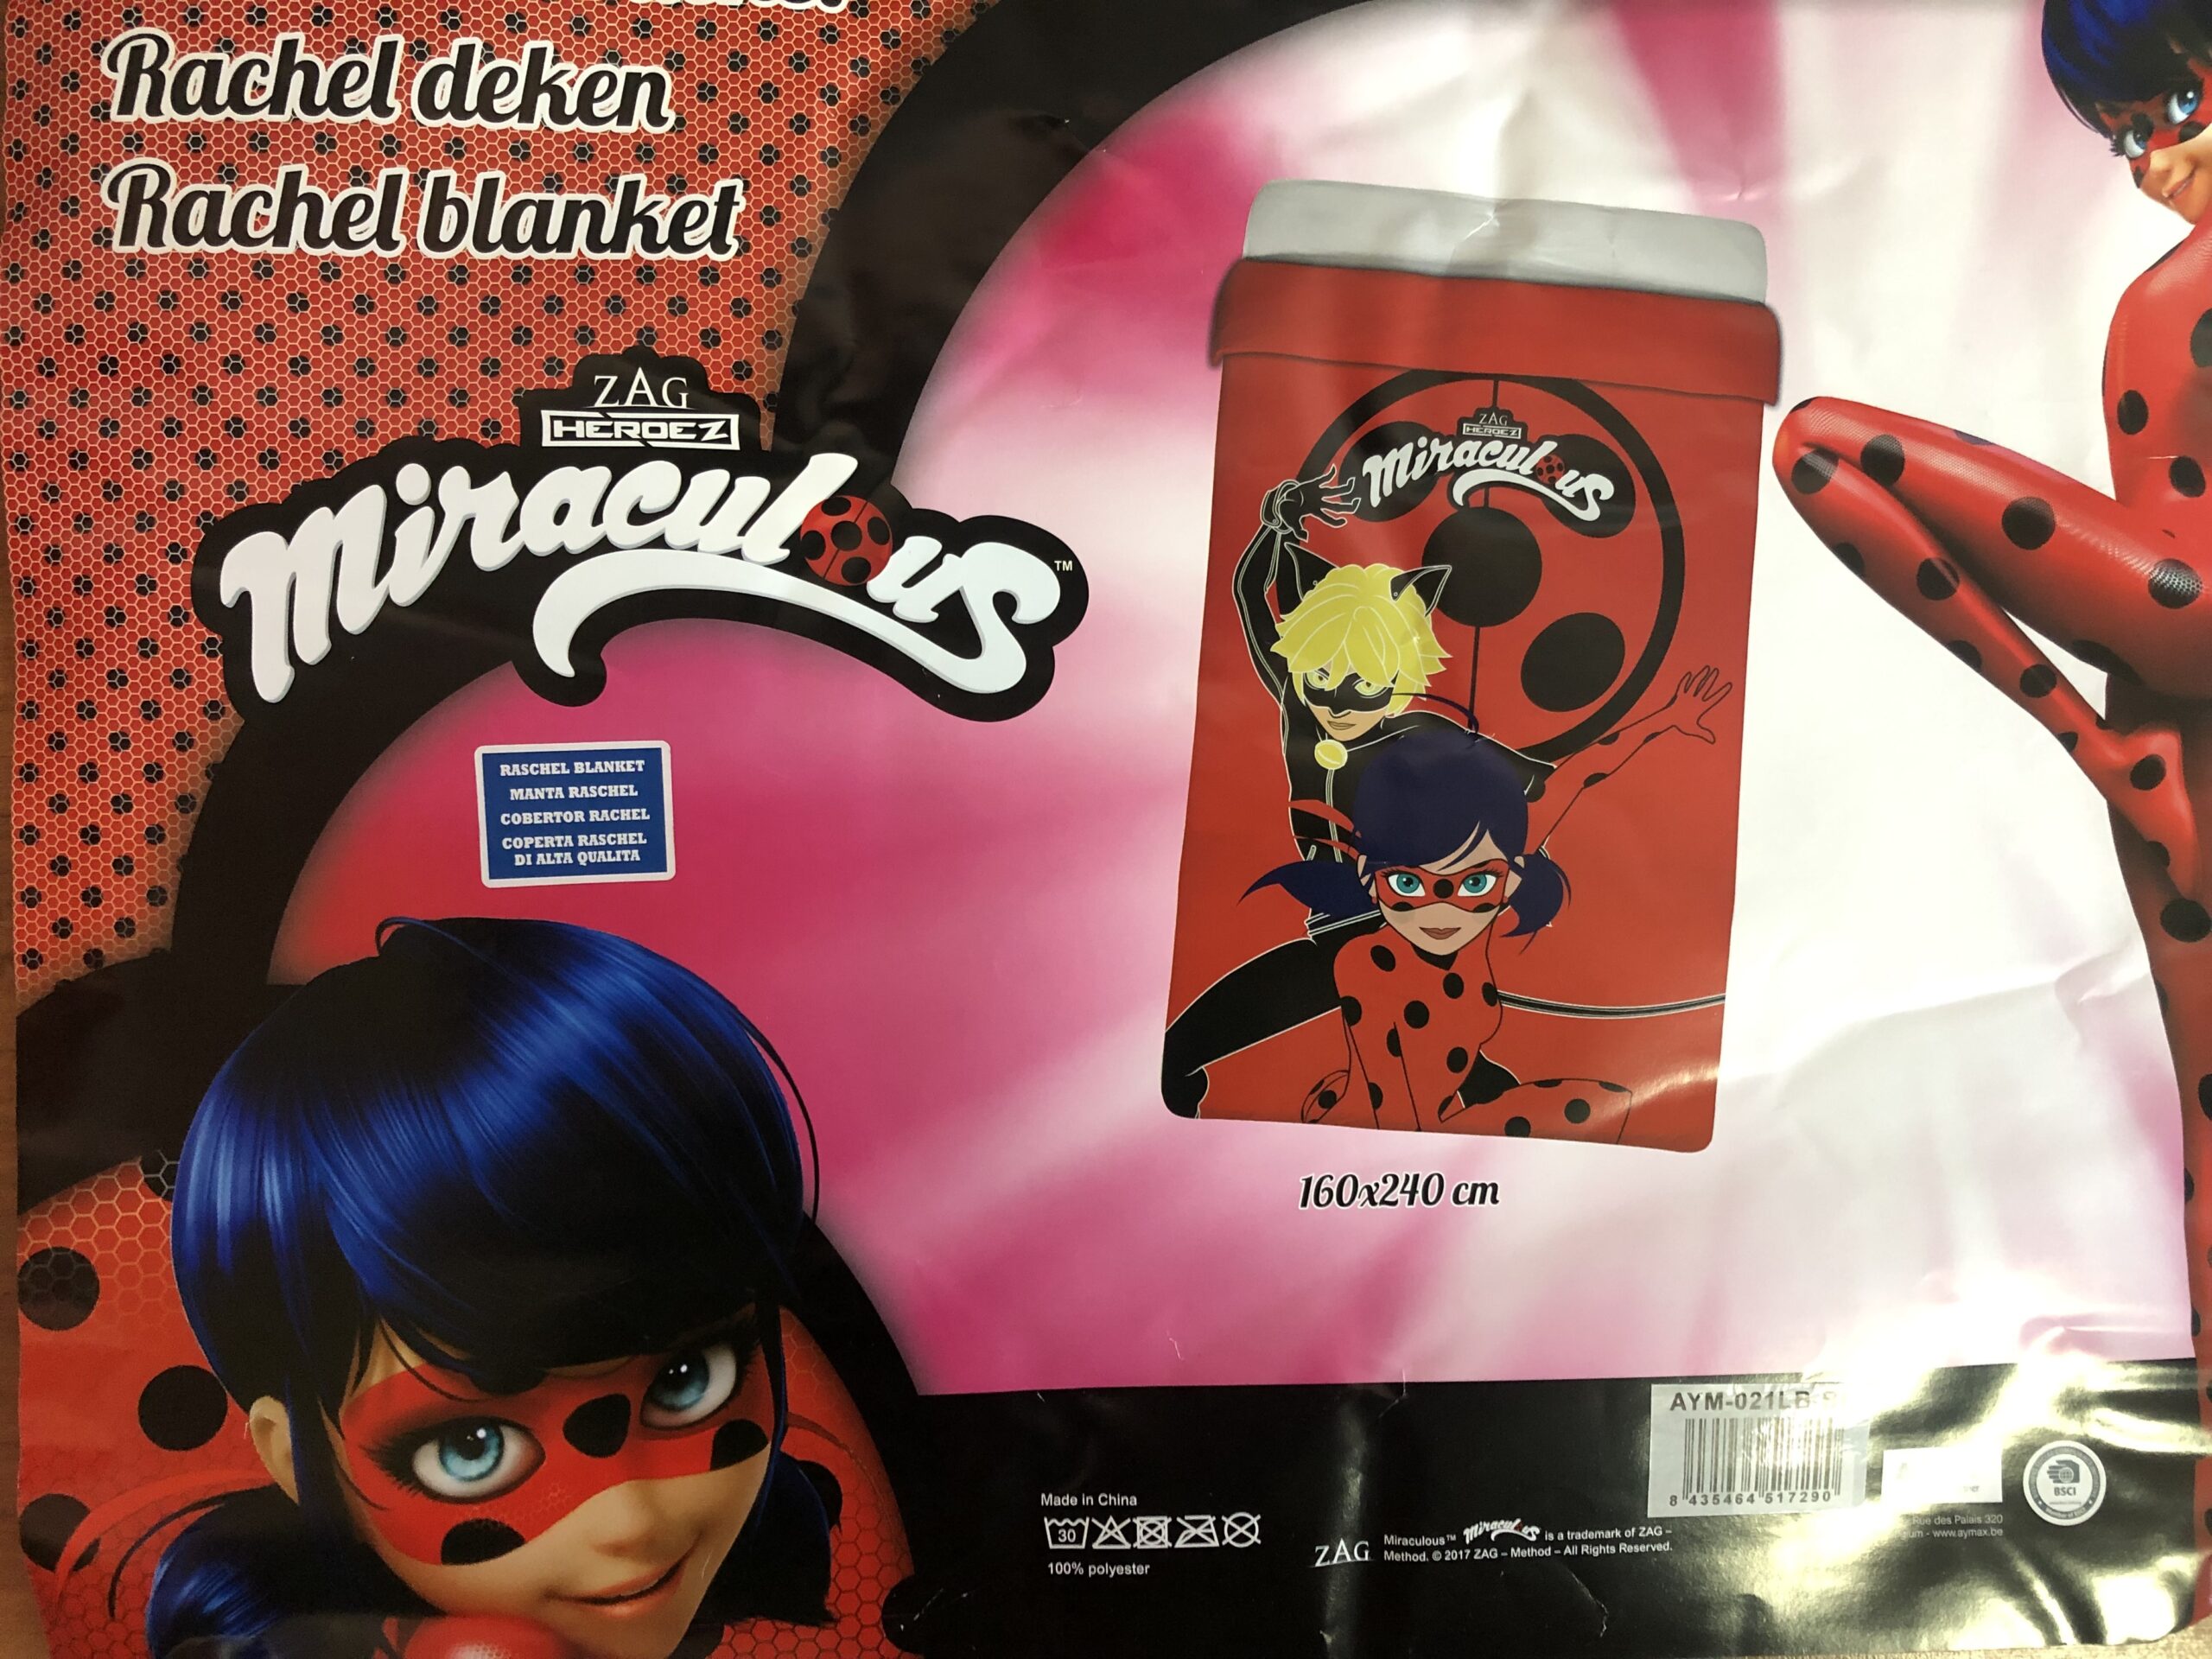 Rachel deken
Rachel blanket
ZAG
HEROEZ
Miraculous™
RASCHEL BLANKET
MANTA RASCHEL
COBERTOR RACHEL
COPERTA RASCHEL
DI ALTA QUALITA
ZAG
HEROEZ
Miraculous
160x240 cm
AYM-021LB
8 435464 517290
Made in China
30
100% polyester
ZAG
Miraculous™ Miraculous is a trademark of ZAG –
Method. © 2017 ZAG – Method – All Rights Reserved.
Rue des Palais 320
- www.aymax.be
BSCI